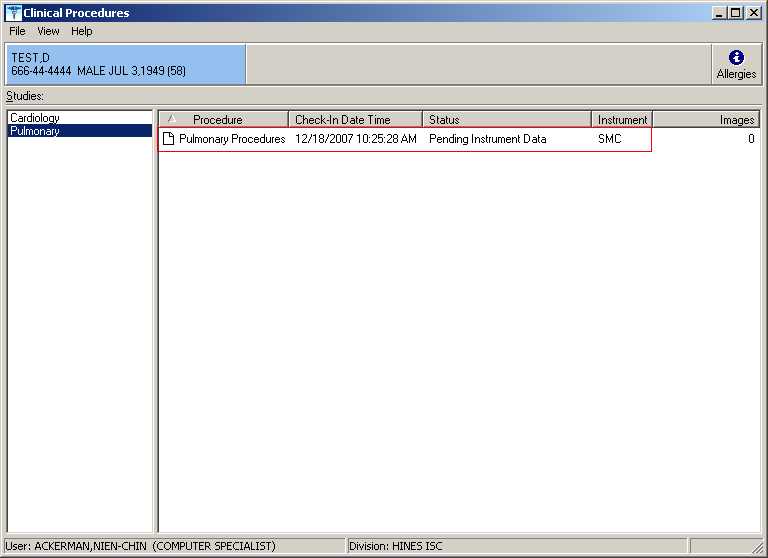 Clinical Procedures
File View Help
TEST,D
666-44-4444 MALE JUL 3,1949 (58)
Allergies
Studies:
Cardiology
Pulmonary
Procedure Check-In Date Time Status Instrument Images
Pulmonary Procedures 12/18/2007 10:25:28 AM Pending Instrument Data SMC 0
User: ACKERMAN,NIEN-CHIN (COMPUTER SPECIALIST) Division: HINES ISC